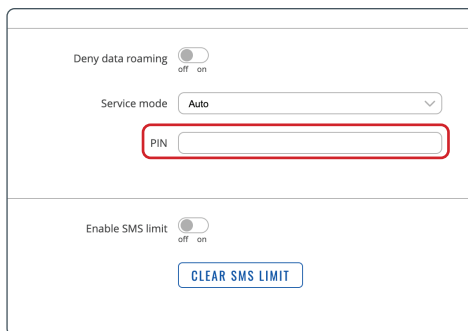 Deny data roaming
off on
Service mode Auto
PIN
Enable SMS limit
off on
CLEAR SMS LIMIT